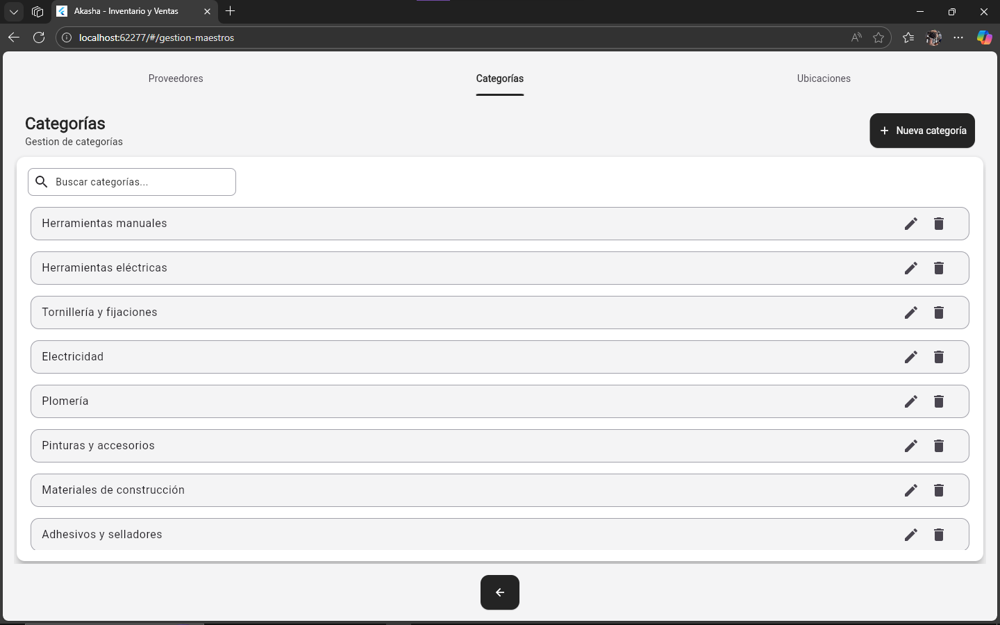 Akasha - Inventario y Ventas
localhost:62277/#/gestion-maestros
Proveedores
Categorías
Ubicaciones
Categorías
Gestion de categorías
Nueva categoría
Buscar categorías...
Herramientas manuales
Herramientas eléctricas
Tornillería y fijaciones
Electricidad
Plomería
Pinturas y accesorios
Materiales de construcción
Adhesivos y selladores